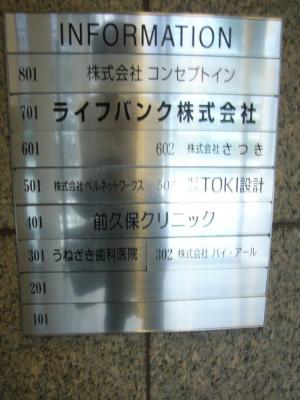 INFORMATION
801 株式会社 コンセプトイン
701 ライフバンク株式会社
601 602 株式会社 さつき
501 株式会社 ベルネットワークス 502 TOKI設計
401 前久保クリニック
301 うねざき歯科医院 302 株式会社 バイ・アール
201
101